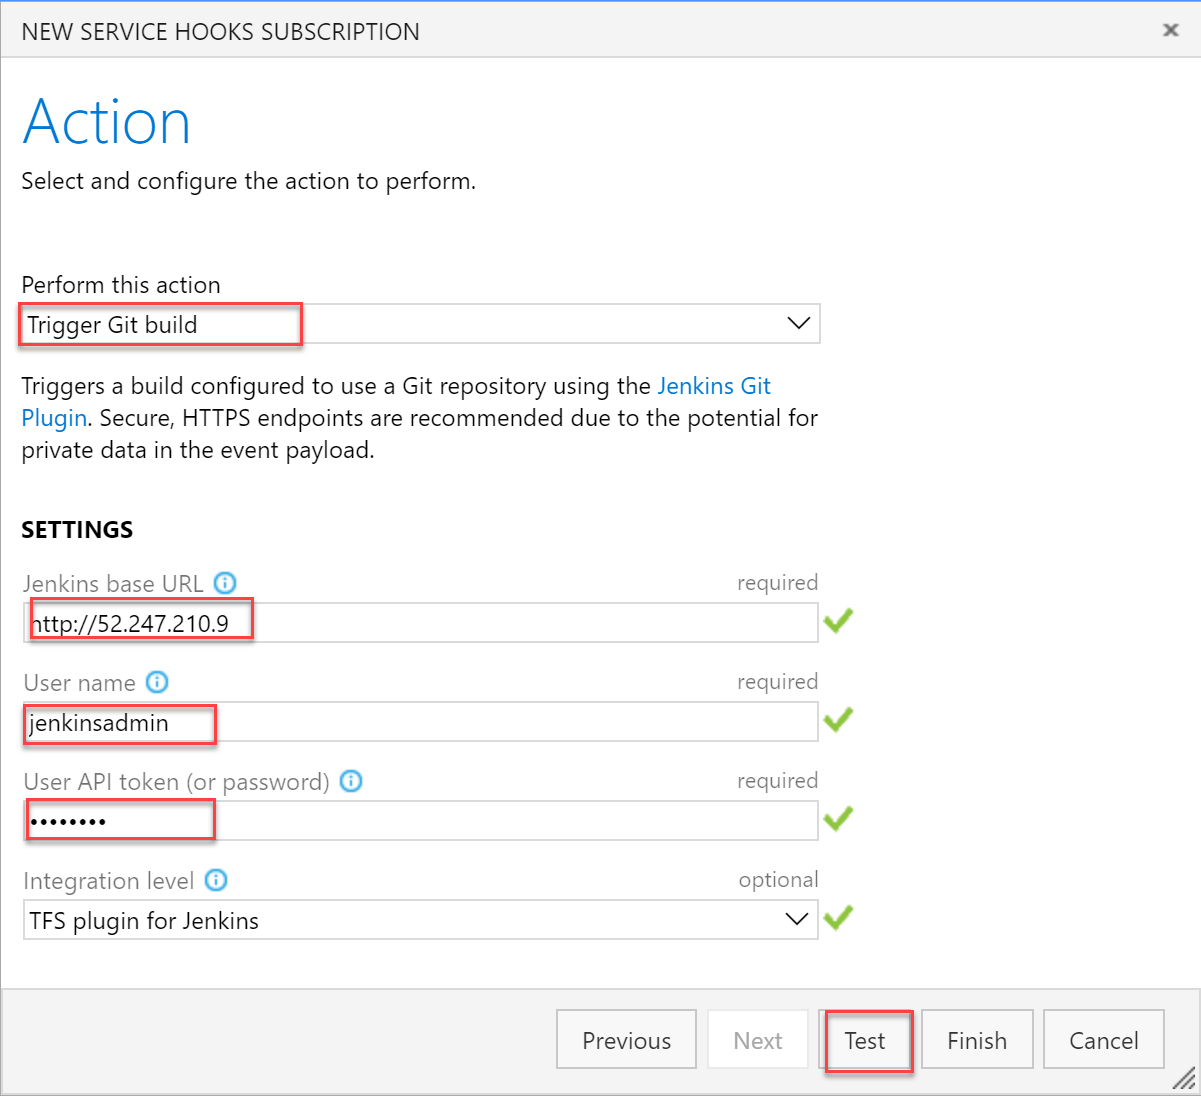 NEW SERVICE HOOKS SUBSCRIPTION
Action
Select and configure the action to perform.
Perform this action
Trigger Git build
Triggers a build configured to use a Git repository using the Jenkins Git
Plugin. Secure, HTTPS endpoints are recommended due to the potential for
private data in the event payload.
SETTINGS
Jenkins base URL required
http://52.247.210.9
User name required
jenkinsadmin
User API token (or password) required
••••••••
Integration level optional
TFS plugin for Jenkins
Previous Next Test Finish Cancel